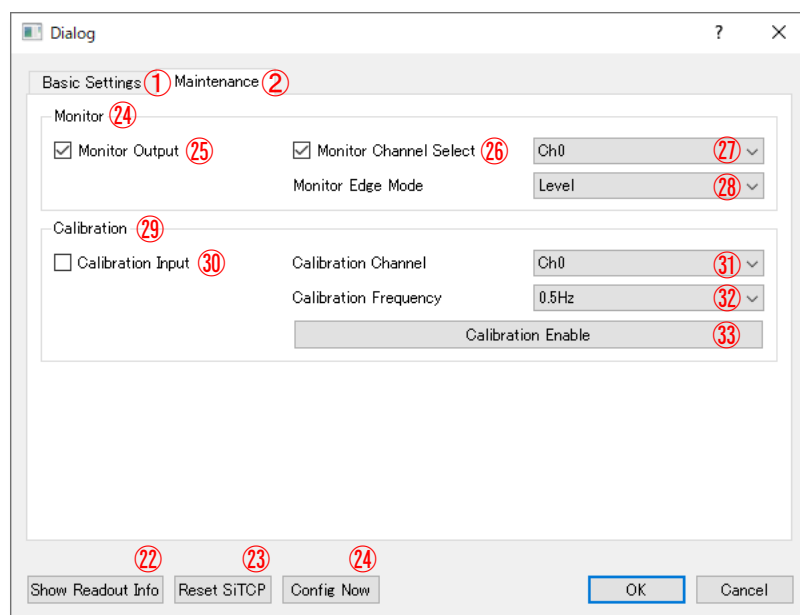 Dialog ?
Basic Settings ① Maintenance ②
Monitor ㉔
Monitor Output ㉕ Monitor Channel Select ㉖ Ch0 ㉗
Monitor Edge Mode Level ㉘
Calibration ㉙
Calibration Input ㉚ Calibration Channel Ch0 ㉛
Calibration Frequency 0.5Hz ㉜
Calibration Enable ㉝
㉒ ㉓ ㉔
Show Readout Info Reset SiTCP Config Now OK Cancel